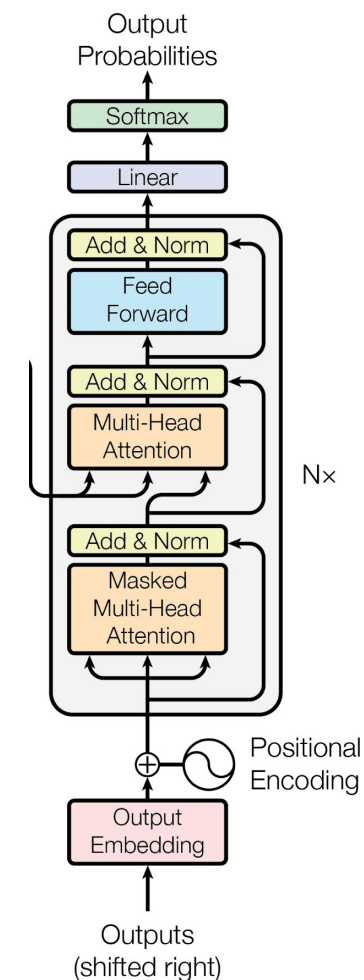 Output
Probabilities
Softmax
Linear
Add & Norm
Feed
Forward
Add & Norm
Multi-Head
Attention
N×
Add & Norm
Masked
Multi-Head
Attention
Positional
Encoding
Output
Embedding
Outputs
(shifted right)